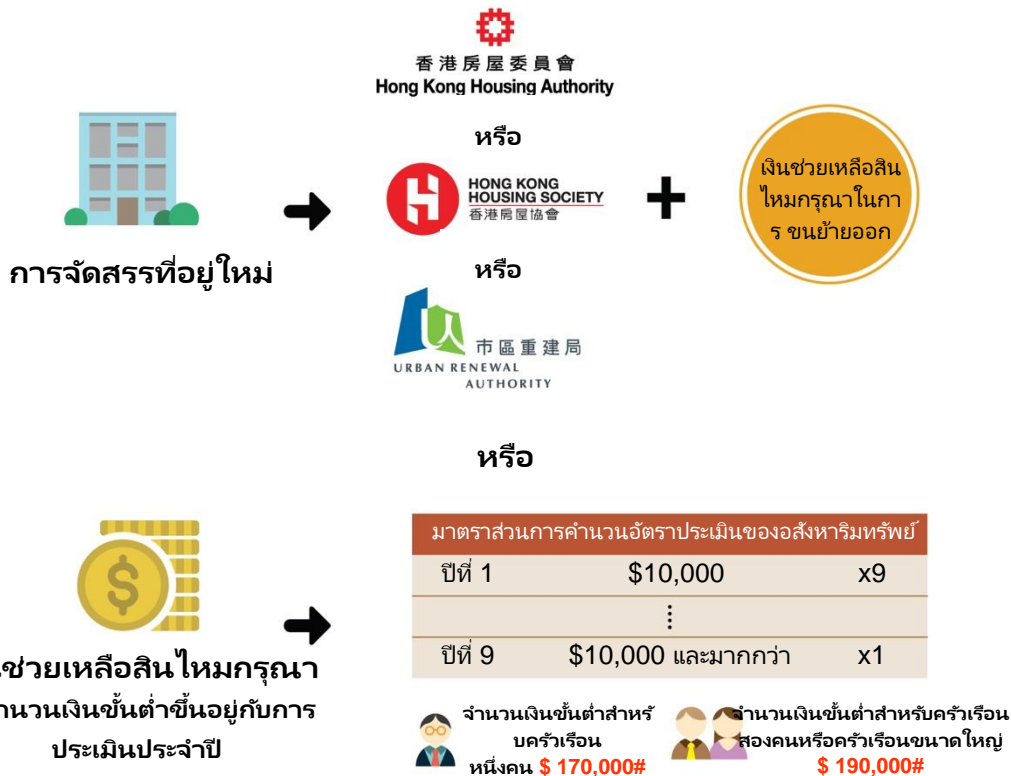 香港房屋委員會
Hong Kong Housing Authority
หรือ
HONG KONG
HOUSING SOCIETY
香港房屋協會
หรือ
市區重建局
URBAN RENEWAL
AUTHORITY
+
เงินช่วยเหลือสิน
ไหมกรุณาในกา
ร ขนย้ายออก
การจัดสรรที่อยู่ใหม่
หรือ
$
นช่วยเหลือสินไหมกรุณา
านวนเงินขั้นต่ำขึ้นอยู่กับการ
ประเมินประจำปี
มาตราส่วนการคำนวนอัตราประเมินของอสังหาริมทรัพย์
ปีที่ 1 $10,000 x9
⋮
ปีที่ 9 $10,000 และมากกว่า x1
จำนวนเงินขั้นต่ำสำหรั
บครัวเรือน
หนึ่งคน $ 170,000#
จำนวนเงินขั้นต่ำสำหรับครัวเรือน
สองคนหรือครัวเรือนขนาดใหญ่
$ 190,000#